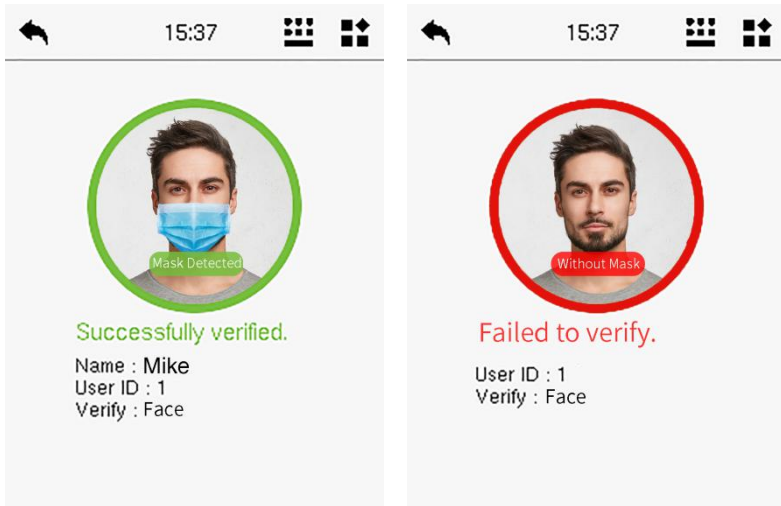 15:37
Mask Detected
Successfully verified.
Name : Mike
User ID : 1
Verify : Face
15:37
Without Mask
Failed to verify.
User ID : 1
Verify : Face